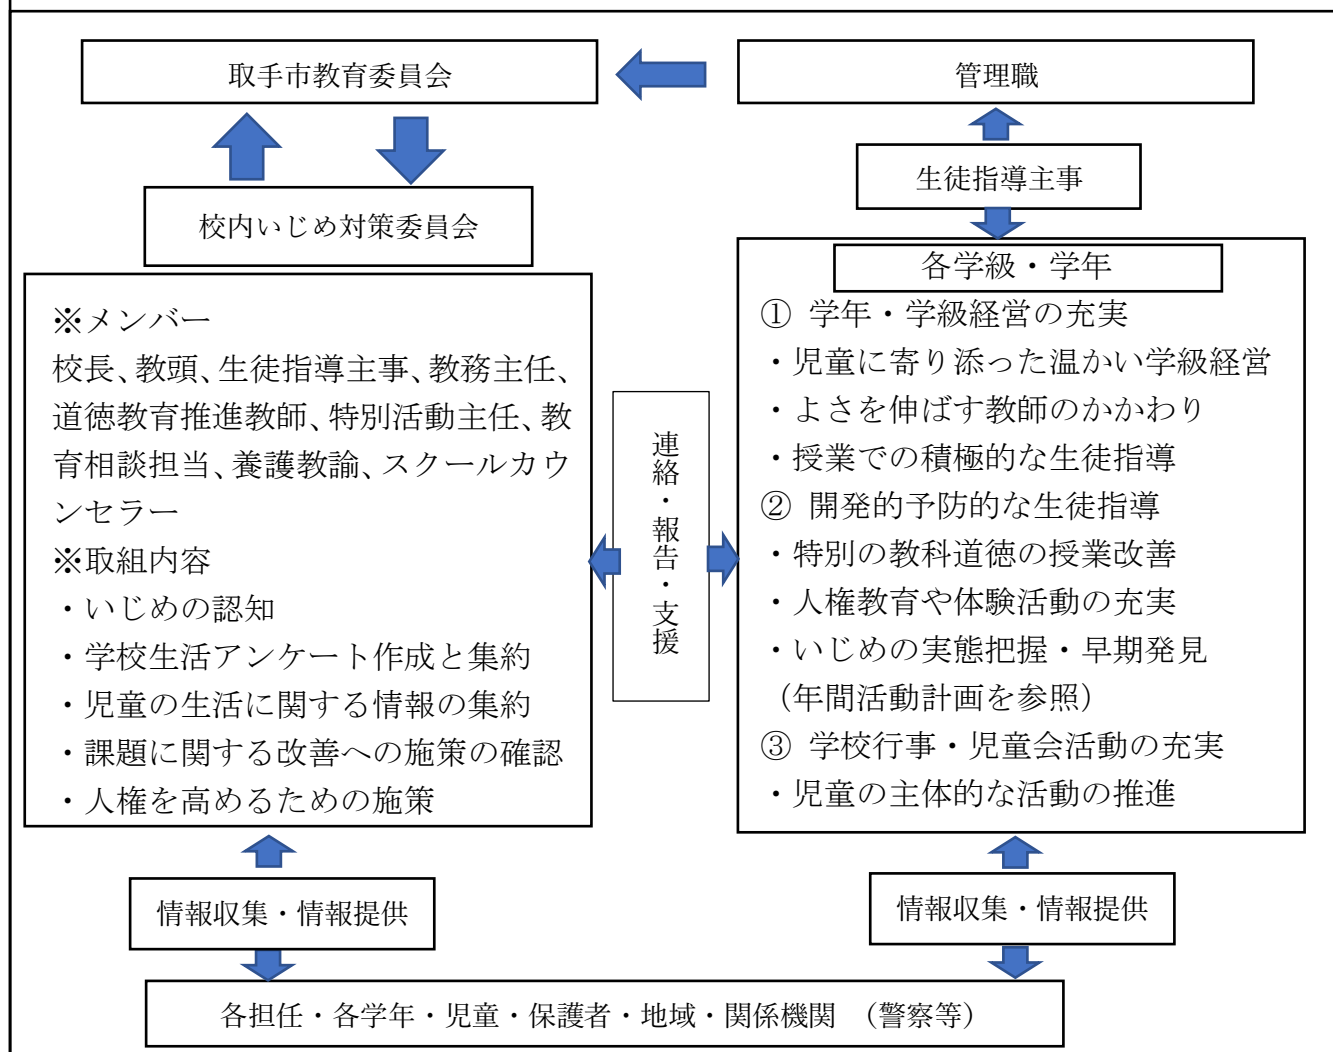 取手市教育委員会
管理職
生徒指導主事
校内いじめ対策委員会
※メンバー
校長、教頭、生徒指導主事、教務主任、
道徳教育推進教師、特別活動主任、教
育相談担当、養護教諭、スクールカウ
ンセラー
※取組内容
・いじめの認知
・学校生活アンケート作成と集約
・児童の生活に関する情報の集約
・課題に関する改善への施策の確認
・人権を高めるための施策
連絡・報告・支援
各学級・学年
① 学年・学級経営の充実
・児童に寄り添った温かい学級経営
・よさを伸ばす教師のかかわり
・授業での積極的な生徒指導
② 開発的予防的な生徒指導
・特別の教科道徳の授業改善
・人権教育や体験活動の充実
・いじめの実態把握・早期発見
（年間活動計画を参照）
③ 学校行事・児童会活動の充実
・児童の主体的な活動の推進
情報収集・情報提供
情報収集・情報提供
各担任・各学年・児童・保護者・地域・関係機関 （警察等）